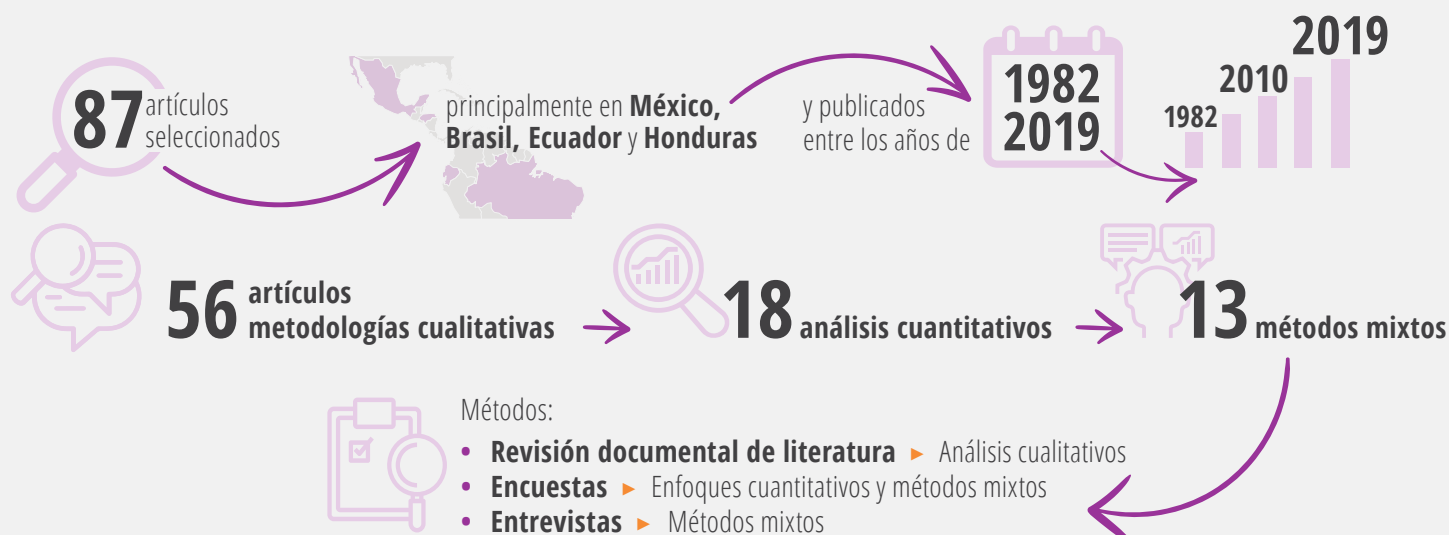 87 artículos
seleccionados
principalmente en México,
Brasil, Ecuador y Honduras
y publicados
entre los años de
1982
2019
1982
2010
2019
56 artículos
metodologías cualitativas
18 análisis cuantitativos
13 métodos mixtos
Métodos:
• Revisión documental de literatura ► Análisis cualitativos
• Encuestas ► Enfoques cuantitativos y métodos mixtos
• Entrevistas ► Métodos mixtos